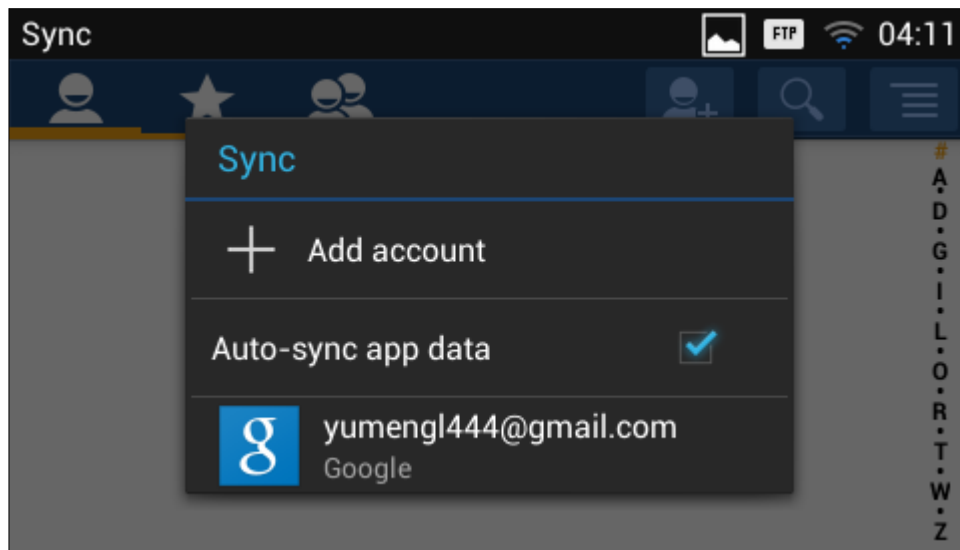 Sync
FTP
04:11
Sync
Add account
Auto-sync app data
yumengl444@gmail.com
Google
#
A
D
G
I
L
O
R
T
W
Z